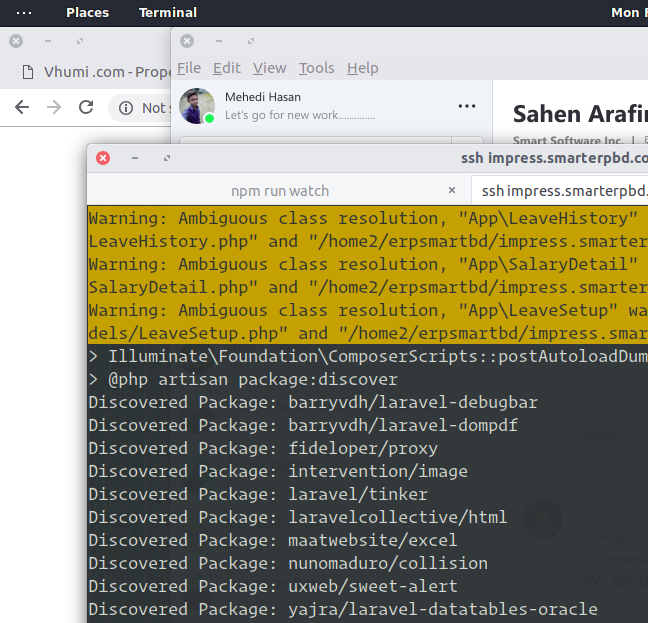 Places Terminal Mon
Vhumi .com - Prope
Not
File Edit View Tools Help
Mehedi Hasan
Let's go for new work..............
Sahen Arafin
Smart Software Inc. |
ssh impress.smarterpbd.co
npm run watch × ssh impress.smarterpbd.
Warning: Ambiguous class resolution, "App\LeaveHistory"
LeaveHistory.php" and "/home2/erpsmartbd/impress.smarter
Warning: Ambiguous class resolution, "App\SalaryDetail"
SalaryDetail.php" and "/home2/erpsmartbd/impress.smarter
Warning: Ambiguous class resolution, "App\LeaveSetup" wa
dels/LeaveSetup.php" and "/home2/erpsmartbd/impress.smar
> Illuminate\Foundation\ComposerScripts::postAutoloadDum
> @php artisan package:discover
Discovered Package: barryvdh/laravel-debugbar
Discovered Package: barryvdh/laravel-dompdf
Discovered Package: fideloper/proxy
Discovered Package: intervention/image
Discovered Package: laravel/tinker
Discovered Package: laravelcollective/html
Discovered Package: maatwebsite/excel
Discovered Package: nunomaduro/collision
Discovered Package: uxweb/sweet-alert
Discovered Package: yajra/laravel-datatables-oracle